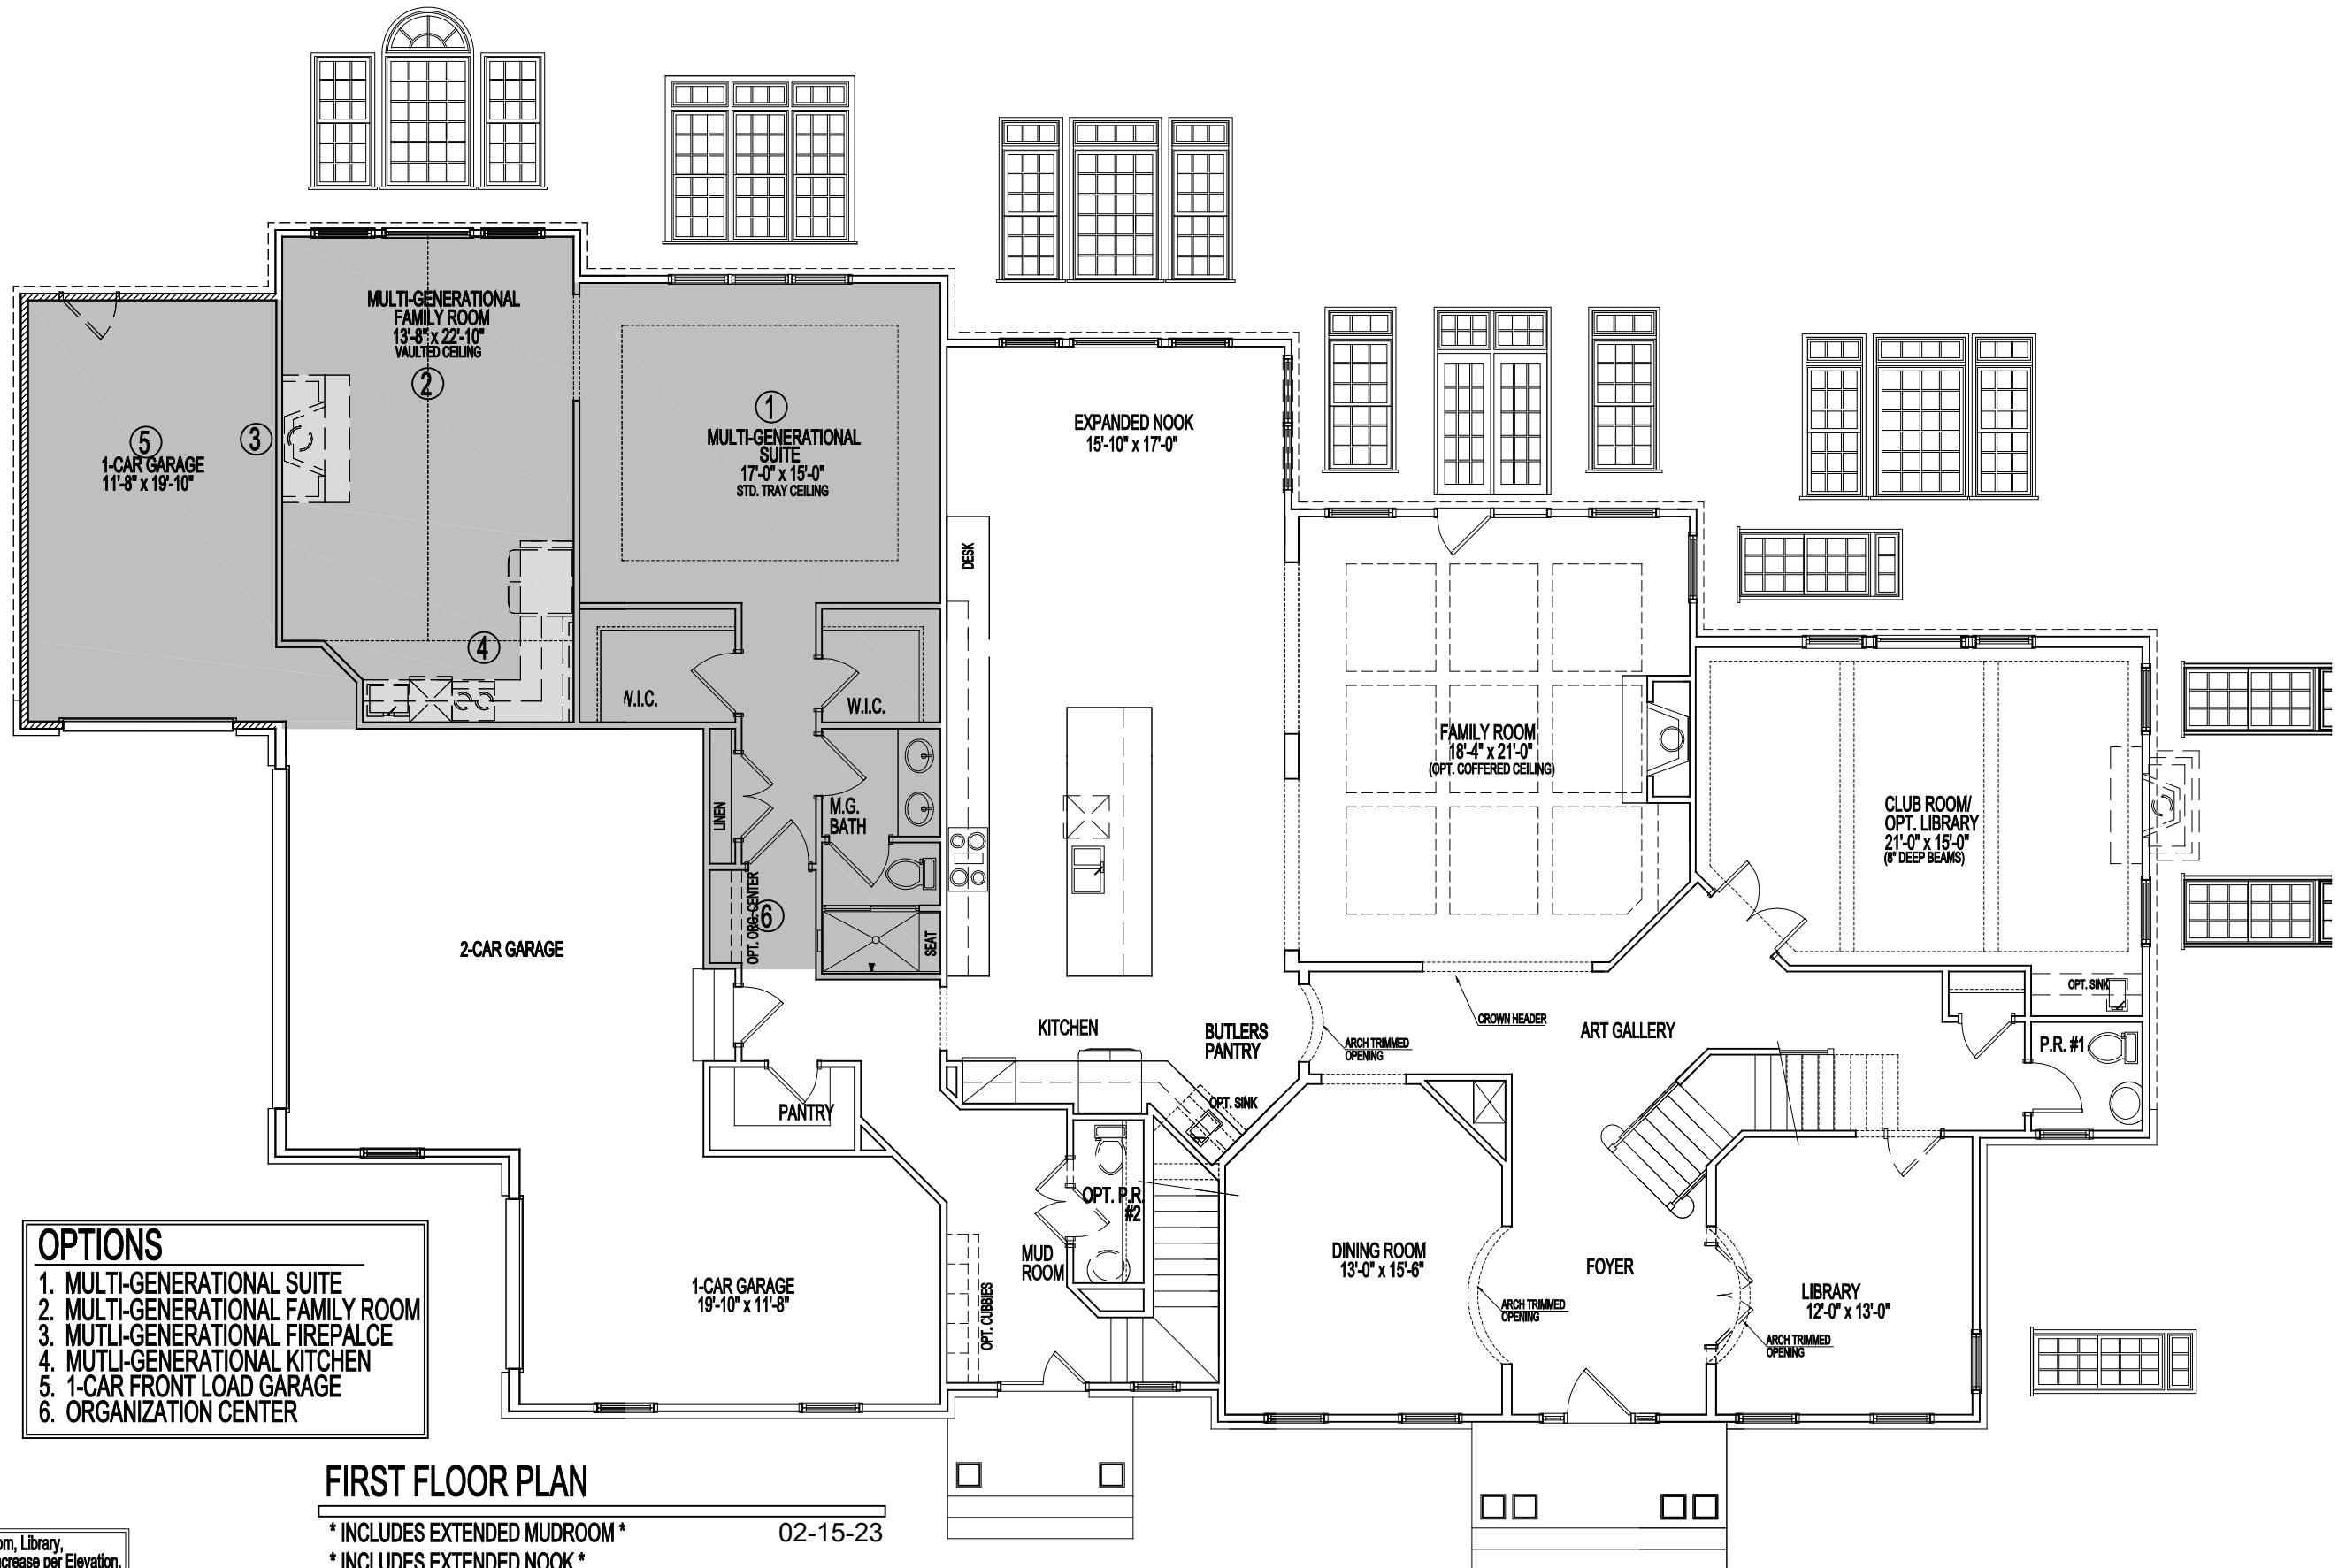 MULTI-GENERATIONAL
FAMILY ROOM
13'-8" x 22'-10"
VAULTED CEILING
2
3
4
5
1-CAR GARAGE
11'-8" x 19'-10"
1
MULTI-GENERATIONAL
SUITE
17'-0" x 15'-0"
STD. TRAY CEILING
W.I.C.
W.I.C.
LINEN
M.G.
BATH
OPT. ORG. CENTER
6
SEAT
EXPANDED NOOK
15'-10" x 17'-0"
DESK
FAMILY ROOM
18'-4" x 21'-0"
(OPT. COFFERED CEILING)
CLUB ROOM/
OPT. LIBRARY
21'-0" x 15'-0"
(8" DEEP BEAMS)
OPT. SINK
P.R. #1
2-CAR GARAGE
KITCHEN
BUTLERS
PANTRY
ARCH TRIMMED
OPENING
CROWN HEADER
ART GALLERY
PANTRY
OPT. SINK
OPT. P.R.
#2
MUD
ROOM
OPT. CUBBIES
1-CAR GARAGE
19'-10" x 11'-8"
DINING ROOM
13'-0" x 15'-6"
ARCH TRIMMED
OPENING
FOYER
LIBRARY
12'-0" x 13'-0"
ARCH TRIMMED
OPENING
OPTIONS
1. MULTI-GENERATIONAL SUITE
2. MULTI-GENERATIONAL FAMILY ROOM
3. MUTLI-GENERATIONAL FIREPALCE
4. MUTLI-GENERATIONAL KITCHEN
5. 1-CAR FRONT LOAD GARAGE
6. ORGANIZATION CENTER
FIRST FLOOR PLAN
* INCLUDES EXTENDED MUDROOM * 02-15-23
* INCLUDES EXTENDED NOOK *
Library,
per Elevation.